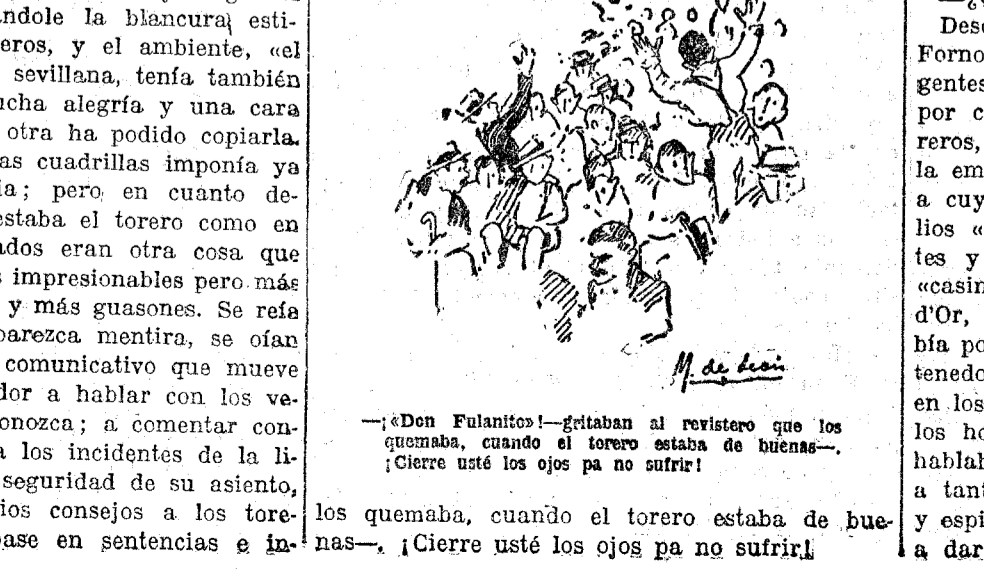 ándole la blancura esti-
eros, y el ambiente, «el
sevillana, tenía también
ucha alegría y una cara
otra ha podido copiarla.
as cuadrillas imponía ya
ia; pero en cuanto de-
estaba el torero como en
ados eran otra cosa que
s impresionables pero más
y más guasones. Se reía
parezca mentira, se oían
comunicativo que mueve
dor a hablar con los ve-
onozca; a comentar con-
a los incidentes de la li-
seguridad de su asiento,
ios consejos a los tore-
base en sentencias e in-
M. de León
—¡«Don Fulanito»!—gritaban al revistero que los
quemaba, cuando el torero estaba de buenas—.
¡Cierre usté los ojos pa no sufrir!
los quemaba, cuando el torero estaba de bue-
nas—. ¡Cierre usté los ojos pa no sufrir!
Desd
Forno
gentes
por c
reros,
la em
a cuy
lios «
tes y
«casin
d'Or,
bía po
tenedo
en los
los ho
hablab
a tant
y espi
a dar